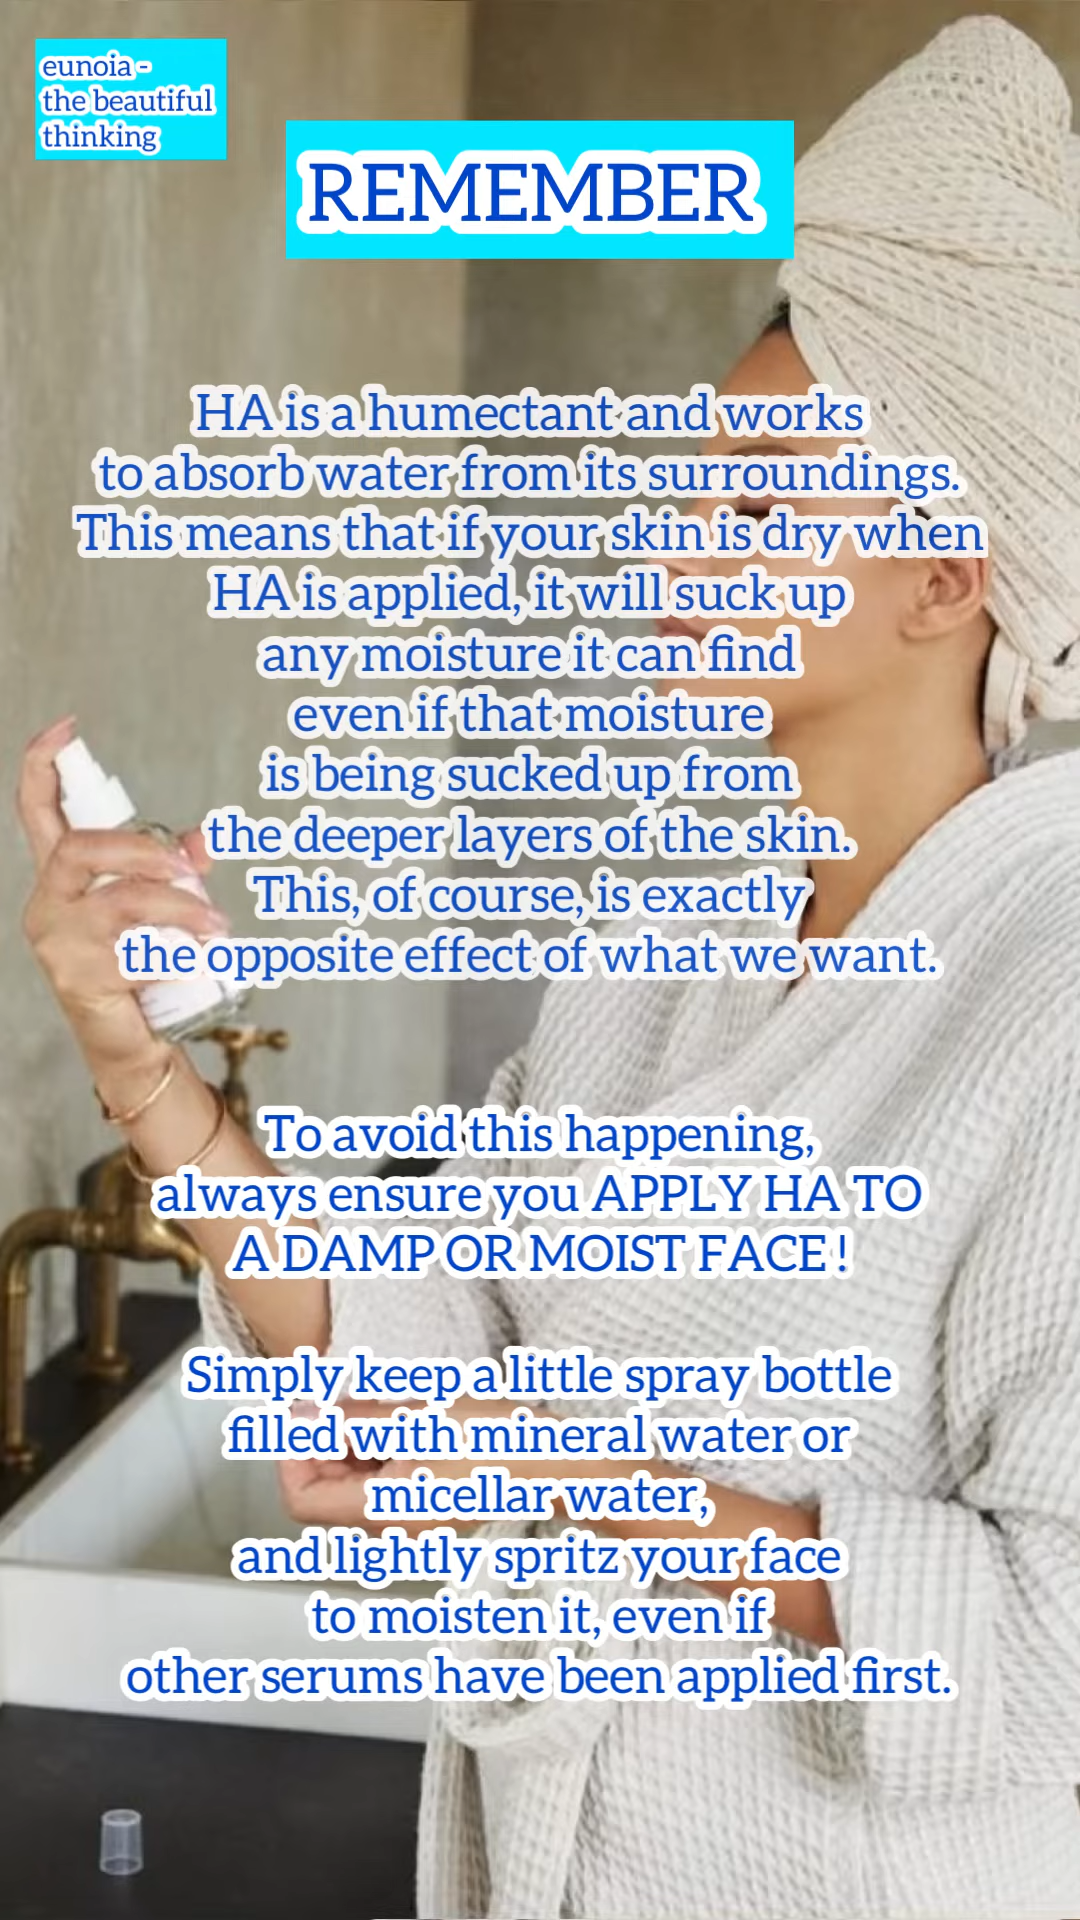 eunoia -
the beautiful
thinking
REMEMBER
HA is a humectant and works
to absorb water from its surroundings.
This means that if your skin is dry when
HA is applied, it will suck up
any moisture it can find
even if that moisture
is being sucked up from
the deeper layers of the skin.
This, of course, is exactly
the opposite effect of what we want.
To avoid this happening,
always ensure you APPLY HA TO
A DAMP OR MOIST FACE !
Simply keep a little spray bottle
filled with mineral water or
micellar water,
and lightly spritz your face
to moisten it, even if
other serums have been applied first.